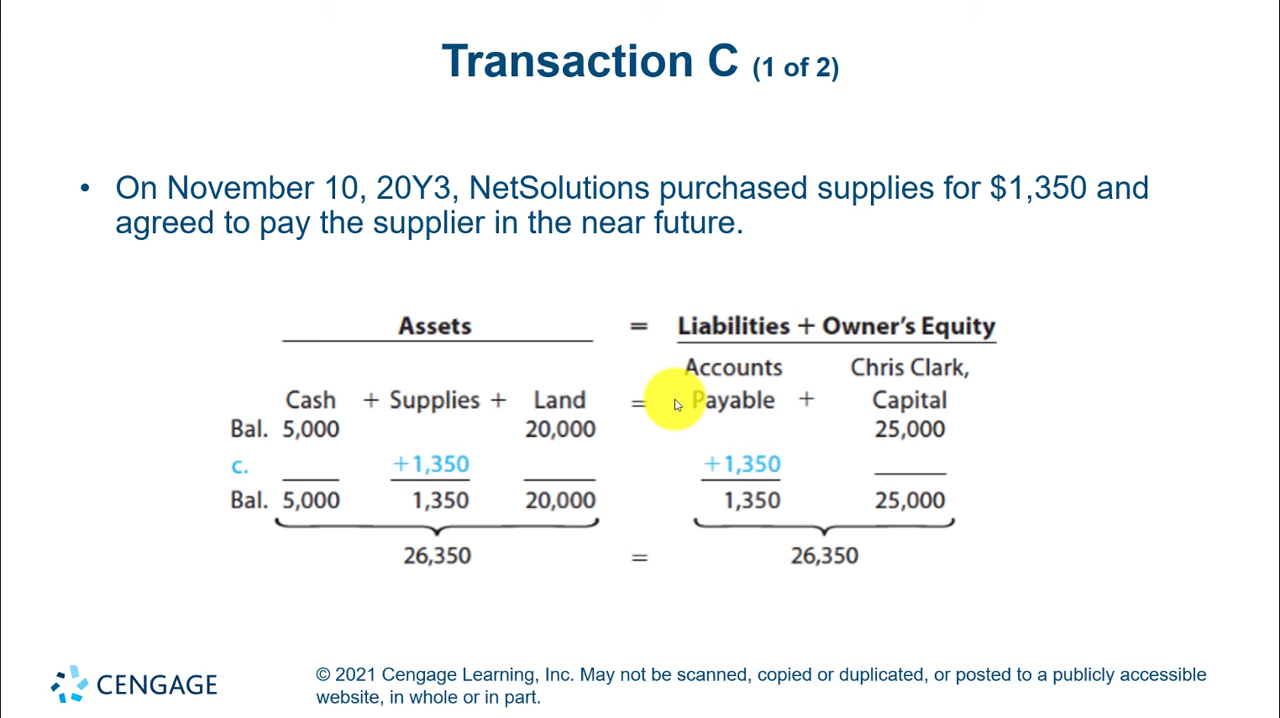 Transaction C (1 of 2)
• On November 10, 20Y3, NetSolutions purchased supplies for $1,350 and
agreed to pay the supplier in the near future.
Assets = Liabilities + Owner's Equity
Accounts Chris Clark,
Cash + Supplies + Land = Payable + Capital
Bal. 5,000 20,000 25,000
c. +1,350 +1,350
Bal. 5,000 1,350 20,000 1,350 25,000
26,350 = 26,350
CENGAGE
© 2021 Cengage Learning, Inc. May not be scanned, copied or duplicated, or posted to a publicly accessible
website, in whole or in part.